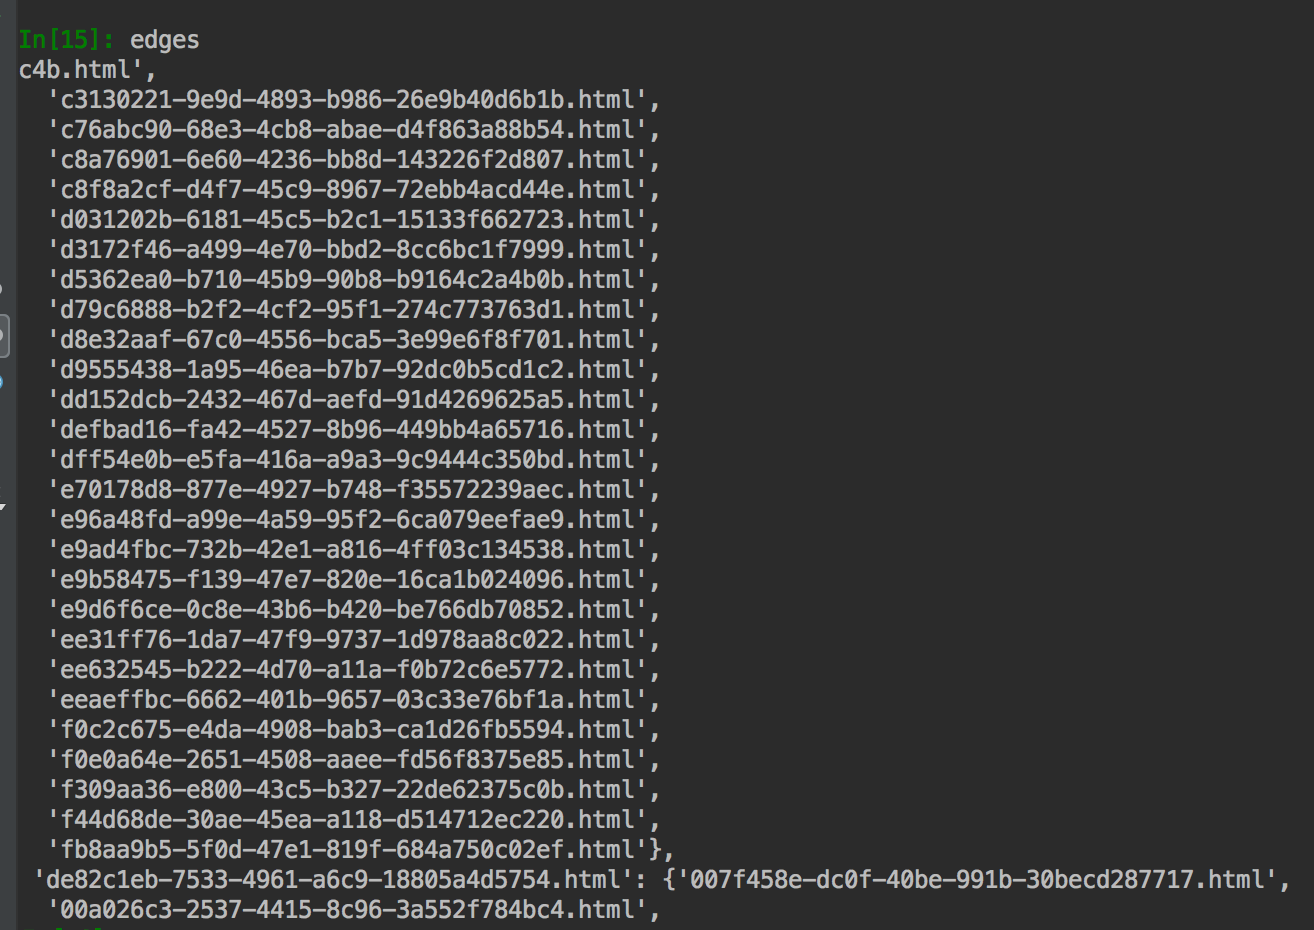 In[15]: edges
c4b.html',
'c3130221-9e9d-4893-b986-26e9b40d6b1b.html',
'c76abc90-68e3-4cb8-abae-d4f863a88b54.html',
'c8a76901-6e60-4236-bb8d-143226f2d807.html',
'c8f8a2cf-d4f7-45c9-8967-72ebb4acd44e.html',
'd031202b-6181-45c5-b2c1-15133f662723.html',
'd3172f46-a499-4e70-bbd2-8cc6bc1f7999.html',
'd5362ea0-b710-45b9-90b8-b9164c2a4b0b.html',
'd79c6888-b2f2-4cf2-95f1-274c773763d1.html',
'd8e32aaf-67c0-4556-bca5-3e99e6f8f701.html',
'd9555438-1a95-46ea-b7b7-92dc0b5cd1c2.html',
'dd152dcb-2432-467d-aefd-91d4269625a5.html',
'defbad16-fa42-4527-8b96-449bb4a65716.html',
'dff54e0b-e5fa-416a-a9a3-9c9444c350bd.html',
'e70178d8-877e-4927-b748-f35572239aec.html',
'e96a48fd-a99e-4a59-95f2-6ca079eefae9.html',
'e9ad4fbc-732b-42e1-a816-4ff03c134538.html',
'e9b58475-f139-47e7-820e-16ca1b024096.html',
'e9d6f6ce-0c8e-43b6-b420-be766db70852.html',
'ee31ff76-1da7-47f9-9737-1d978aa8c022.html',
'ee632545-b222-4d70-a11a-f0b72c6e5772.html',
'eeaeffbc-6662-401b-9657-03c33e76bf1a.html',
'f0c2c675-e4da-4908-bab3-ca1d26fb5594.html',
'f0e0a64e-2651-4508-aaee-fd56f8375e85.html',
'f309aa36-e800-43c5-b327-22de62375c0b.html',
'f44d68de-30ae-45ea-a118-d514712ec220.html',
'fb8aa9b5-5f0d-47e1-819f-684a750c02ef.html'},
'de82c1eb-7533-4961-a6c9-18805a4d5754.html': {'007f458e-dc0f-40be-991b-30becd287717.html',
'00a026c3-2537-4415-8c96-3a552f784bc4.html',